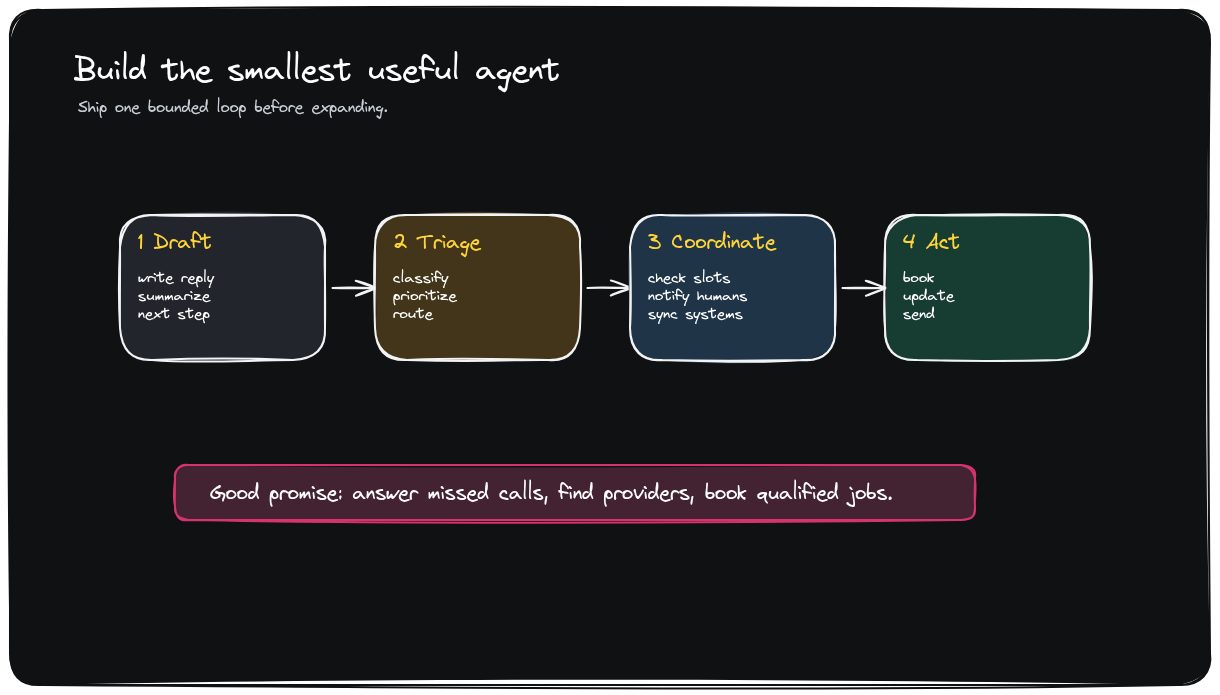 Build the smallest useful agent
Ship one bounded loop before expanding.
1 Draft
write reply
summarize
next step
2 Triage
classify
prioritize
route
3 Coordinate
check slots
notify humans
sync systems
4 Act
book
update
send
Good promise: answer missed calls, find providers, book qualified jobs.